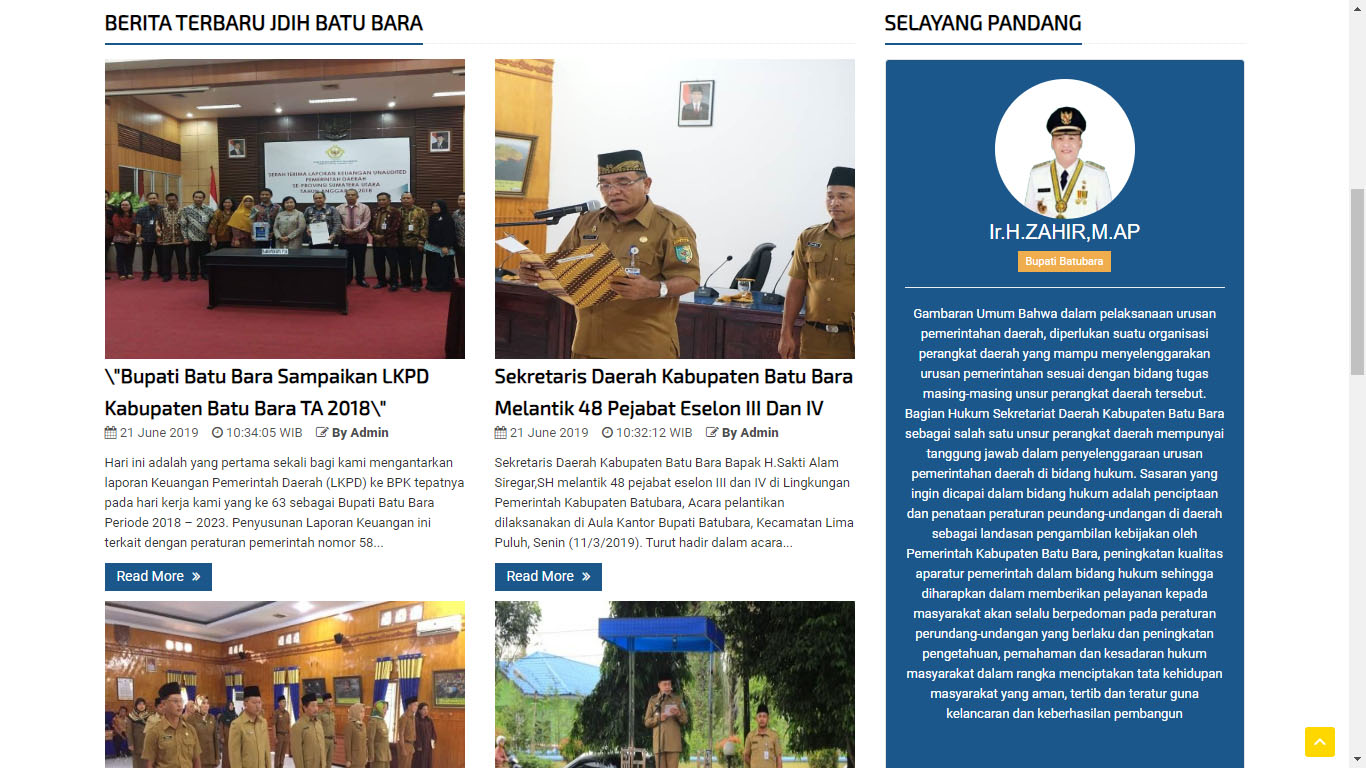 BERITA TERBARU JDIH BATU BARA
SERAH TERIMA LAPORAN KEUANGAN UNAUDITED
PEMERINTAH DAERAH
SE-PROVINSI SUMATERA UTARA
TAHUN ANGGARAN 2018
\"Bupati Batu Bara Sampaikan LKPD
Kabupaten Batu Bara TA 2018\"
21 June 2019 10:34:05 WIB By Admin
Hari ini adalah yang pertama sekali bagi kami mengantarkan
laporan Keuangan Pemerintah Daerah (LKPD) ke BPK tepatnya
pada hari kerja kami yang ke 63 sebagai Bupati Batu Bara
Periode 2018 – 2023. Penyusunan Laporan Keuangan ini
terkait dengan peraturan pemerintah nomor 58...
Read More »
Sekretaris Daerah Kabupaten Batu Bara
Melantik 48 Pejabat Eselon III Dan IV
21 June 2019 10:32:12 WIB By Admin
Sekretaris Daerah Kabupaten Batu Bara Bapak H.Sakti Alam
Siregar,SH melantik 48 pejabat eselon III dan IV di Lingkungan
Pemerintah Kabupaten Batubara, Acara pelantikan
dilaksanakan di Aula Kantor Bupati Batubara, Kecamatan Lima
Puluh, Senin (11/3/2019). Turut hadir dalam acara...
Read More »
SELAYANG PANDANG
Ir.H.ZAHIR,M.AP
Bupati Batubara
Gambaran Umum Bahwa dalam pelaksanaan urusan
pemerintahan daerah, diperlukan suatu organisasi
perangkat daerah yang mampu menyelenggarakan
urusan pemerintahan sesuai dengan bidang tugas
masing-masing unsur perangkat daerah tersebut.
Bagian Hukum Sekretariat Daerah Kabupaten Batu Bara
sebagai salah satu unsur perangkat daerah mempunyai
tanggung jawab dalam penyelenggaraan urusan
pemerintahan daerah di bidang hukum. Sasaran yang
ingin dicapai dalam bidang hukum adalah penciptaan
dan penataan peraturan peundang-undangan di daerah
sebagai landasan pengambilan kebijakan oleh
Pemerintah Kabupaten Batu Bara, peningkatan kualitas
aparatur pemerintah dalam bidang hukum sehingga
diharapkan dalam memberikan pelayanan kepada
masyarakat akan selalu berpedoman pada peraturan
perundang-undangan yang berlaku dan peningkatan
pengetahuan, pemahaman dan kesadaran hukum
masyarakat dalam rangka menciptakan tata kehidupan
masyarakat yang aman, tertib dan teratur guna
kelancaran dan keberhasilan pembangun